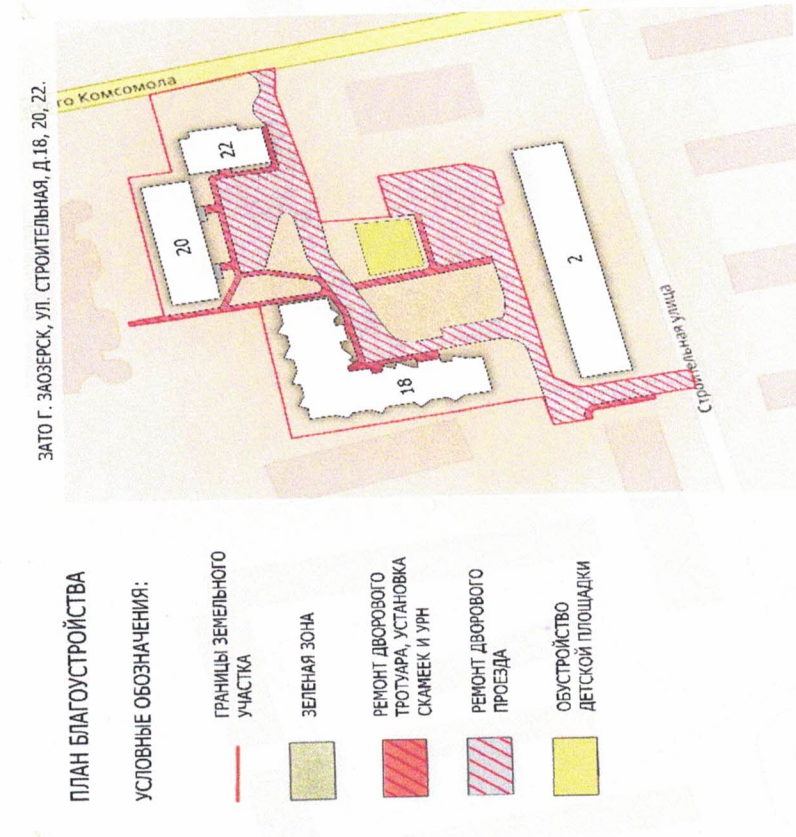 ЗАТО Г. ЗАОЗЕРСК, УЛ. СТРОИТЕЛЬНАЯ, Д.18, 20, 22.
го Комсомола
20
22
18
2
Строительная улица
ПЛАН БЛАГОУСТРОЙСТВА
УСЛОВНЫЕ ОБОЗНАЧЕНИЯ:
ГРАНИЦЫ ЗЕМЕЛЬНОГО
УЧАСТКА
ЗЕЛЕНАЯ ЗОНА
РЕМОНТ ДВОРОВОГО
ТРОТУАРА, УСТАНОВКА
СКАМЕЕК И УРН
РЕМОНТ ДВОРОВОГО
ПРОЕЗДА
ОБУСТРОЙСТВО
ДЕТСКОЙ ПЛОЩАДКИ